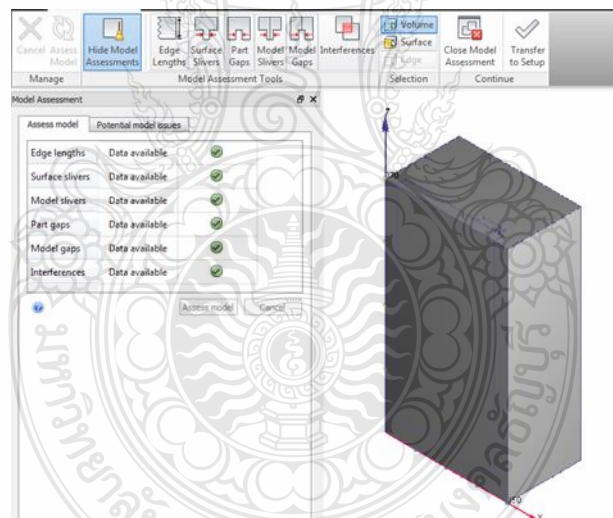 Cancel Assess Model
Hide Model Assessments
Edge Lengths
Surface Slivers
Part Gaps
Model Slivers
Model Gaps
Interferences
Volume
Surface
Edge
Close Model Assessment
Transfer to Setup
Manage
Model Assessment Tools
Selection
Continue
Model Assessment
Assess model
Potential model issues
Edge lengths Data available
Surface slivers Data available
Model slivers Data available
Part gaps Data available
Model gaps Data available
Interferences Data available
Assess model
Cancel